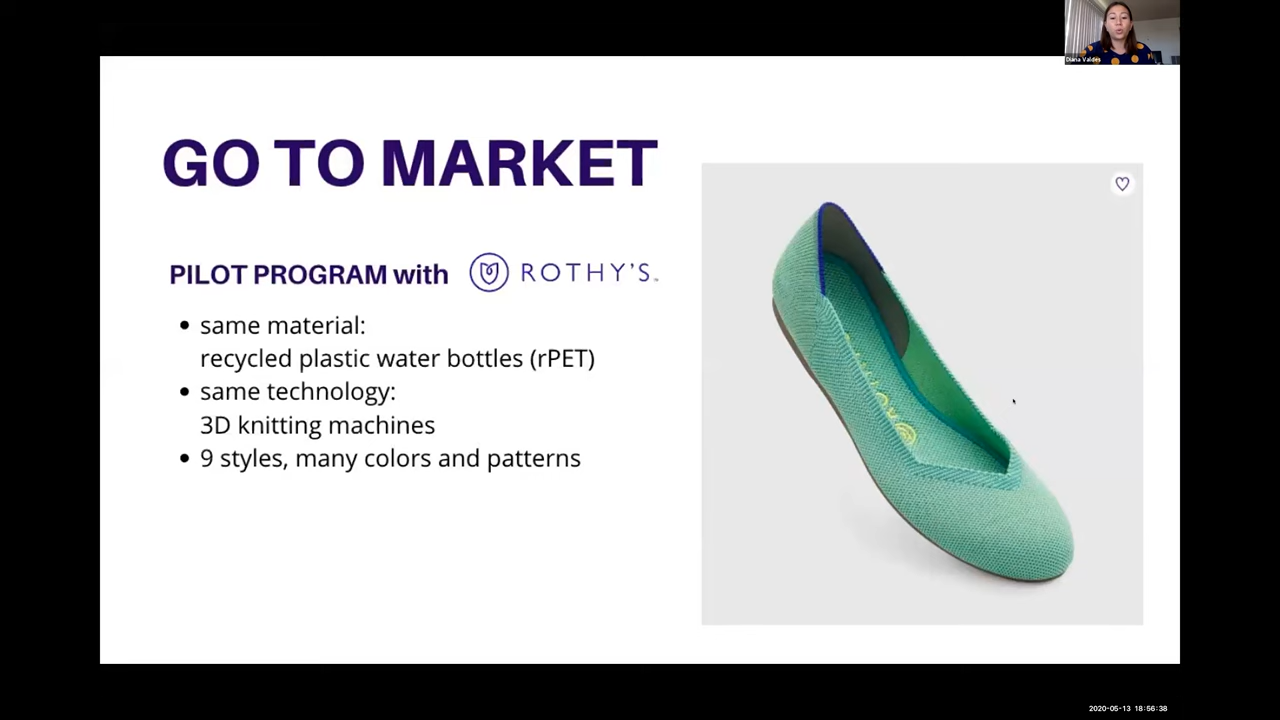 Diana Valdes
GO TO MARKET
PILOT PROGRAM with ROTHY'S™
• same material:
recycled plastic water bottles (rPET)
• same technology:
3D knitting machines
• 9 styles, many colors and patterns
2020-05-13 18:56:38